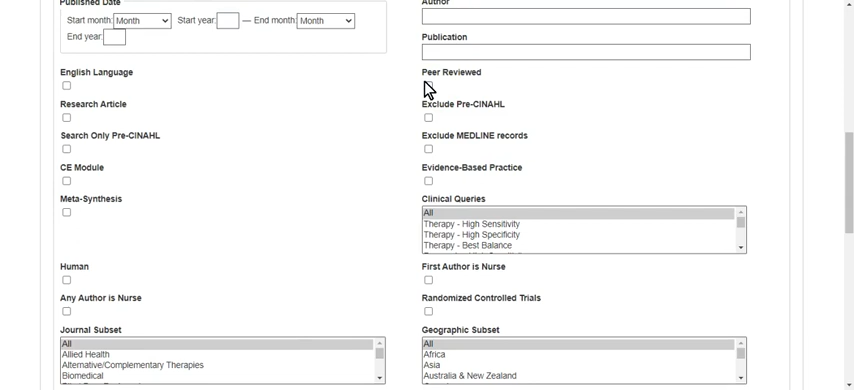 Published Date
Author
Start month: Month Start year: — End month: Month
End year:
Publication
English Language
Peer Reviewed
Research Article
Exclude Pre-CINAHL
Search Only Pre-CINAHL
Exclude MEDLINE records
CE Module
Evidence-Based Practice
Meta-Synthesis
Clinical Queries
All
Therapy - High Sensitivity
Therapy - High Specificity
Therapy - Best Balance
Human
First Author is Nurse
Any Author is Nurse
Randomized Controlled Trials
Journal Subset
All
Allied Health
Alternative/Complementary Therapies
Biomedical
Geographic Subset
All
Africa
Asia
Australia & New Zealand